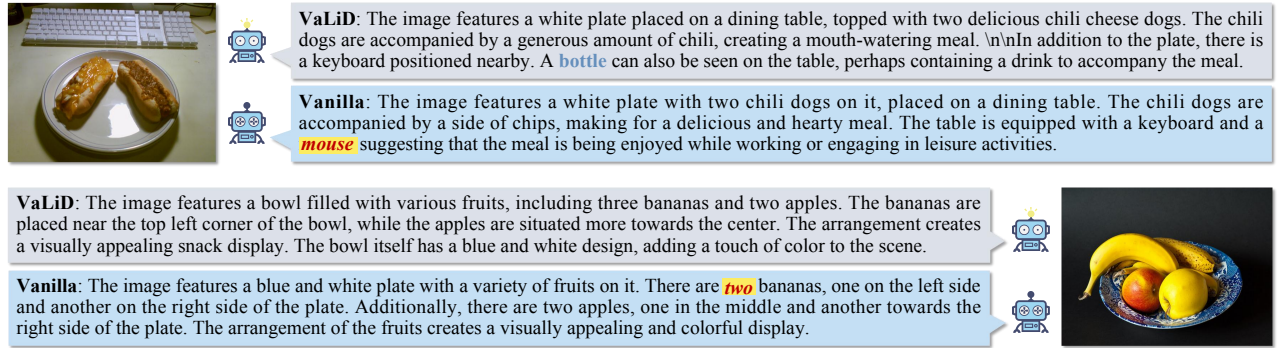 VaLiD: The image features a white plate placed on a dining table, topped with two delicious chili cheese dogs. The chili
dogs are accompanied by a generous amount of chili, creating a mouth-watering meal. \n\nIn addition to the plate, there is
a keyboard positioned nearby. A bottle can also be seen on the table, perhaps containing a drink to accompany the meal.
Vanilla: The image features a white plate with two chili dogs on it, placed on a dining table. The chili dogs are
accompanied by a side of chips, making for a delicious and hearty meal. The table is equipped with a keyboard and a
mouse suggesting that the meal is being enjoyed while working or engaging in leisure activities.
VaLiD: The image features a bowl filled with various fruits, including three bananas and two apples. The bananas are
placed near the top left corner of the bowl, while the apples are situated more towards the center. The arrangement creates
a visually appealing snack display. The bowl itself has a blue and white design, adding a touch of color to the scene.
Vanilla: The image features a blue and white plate with a variety of fruits on it. There are two bananas, one on the left side
and another on the right side of the plate. Additionally, there are two apples, one in the middle and another towards the
right side of the plate. The arrangement of the fruits creates a visually appealing and colorful display.